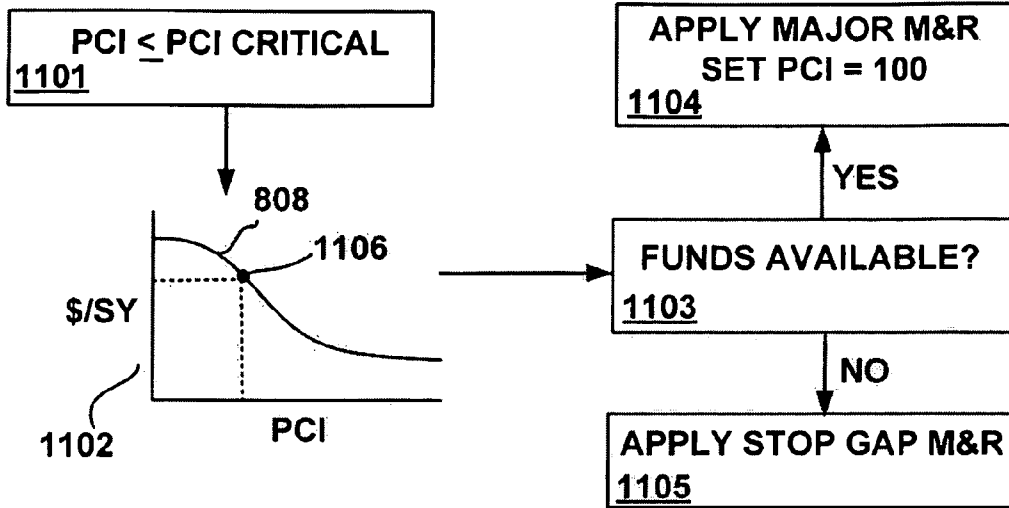 PCI ≤ PCI CRITICAL
1101
808
1106
$/SY
1102
PCI
APPLY MAJOR M&R
SET PCI = 100
1104
YES
FUNDS AVAILABLE?
1103
NO
APPLY STOP GAP M&R
1105